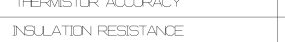 THERMISTOR ACCURACY
INSULATION RESISTANCE